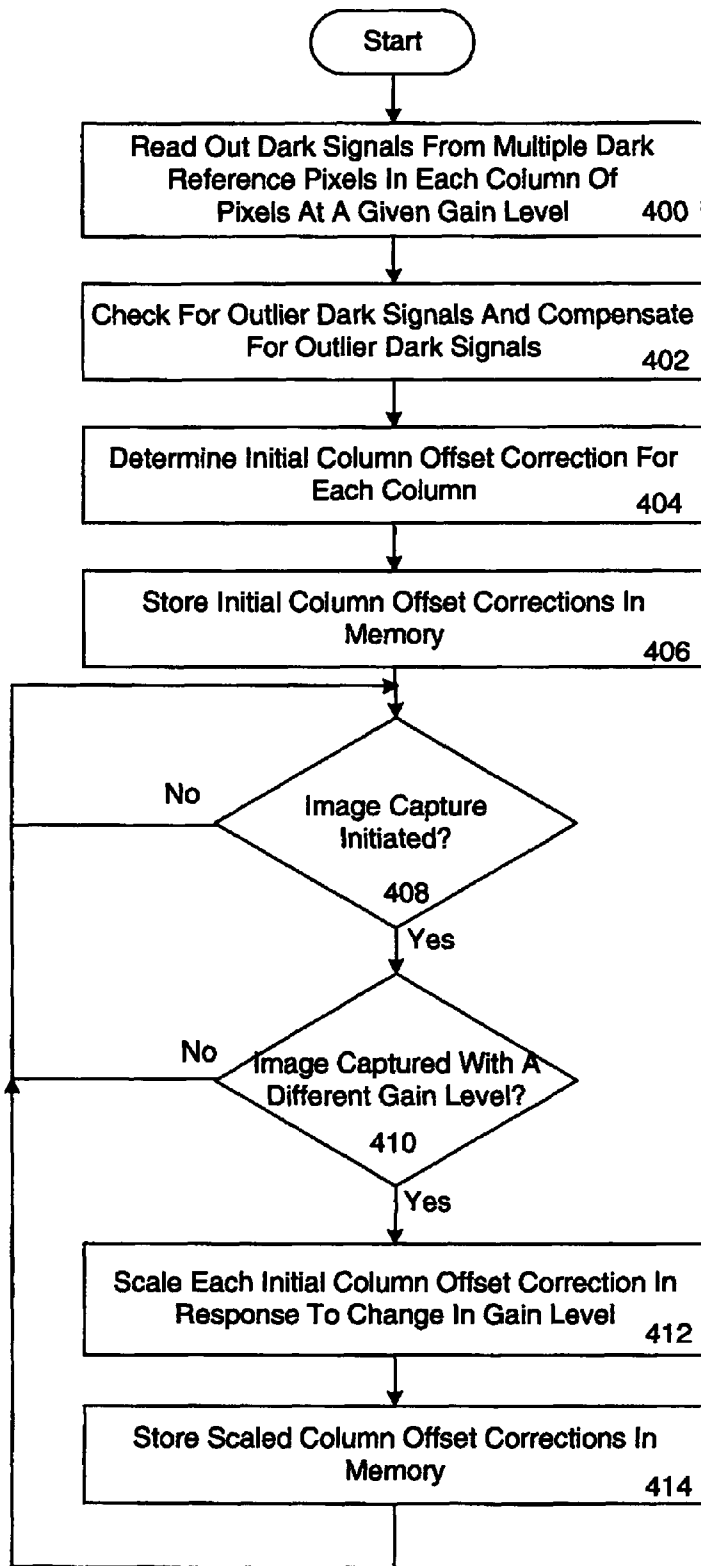 Start
Read Out Dark Signals From Multiple Dark
Reference Pixels In Each Column Of
Pixels At A Given Gain Level 400
Check For Outlier Dark Signals And Compensate
For Outlier Dark Signals
402
Determine Initial Column Offset Correction For
Each Column
404
Store Initial Column Offset Corrections In
Memory
406
No
Image Capture
Initiated?
408
Yes
No
Image Captured With A
Different Gain Level?
410
Yes
Scale Each Initial Column Offset Correction In
Response To Change In Gain Level
412
Store Scaled Column Offset Corrections In
Memory
414